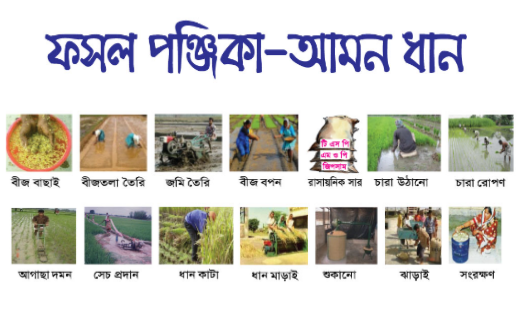 ফসল পঞ্জিকা-আমন ধান
টি এস পি
এম ও পি
জিপসাম
বীজ বাছাই বীজতলা তৈরি জমি তৈরি বীজ বপন রাসায়নিক সার চারা উঠানো চারা রোপণ
আগাছা দমন সেচ প্রদান ধান কাটা ধান মাড়াই শুকানো ঝাড়াই সংরক্ষণ